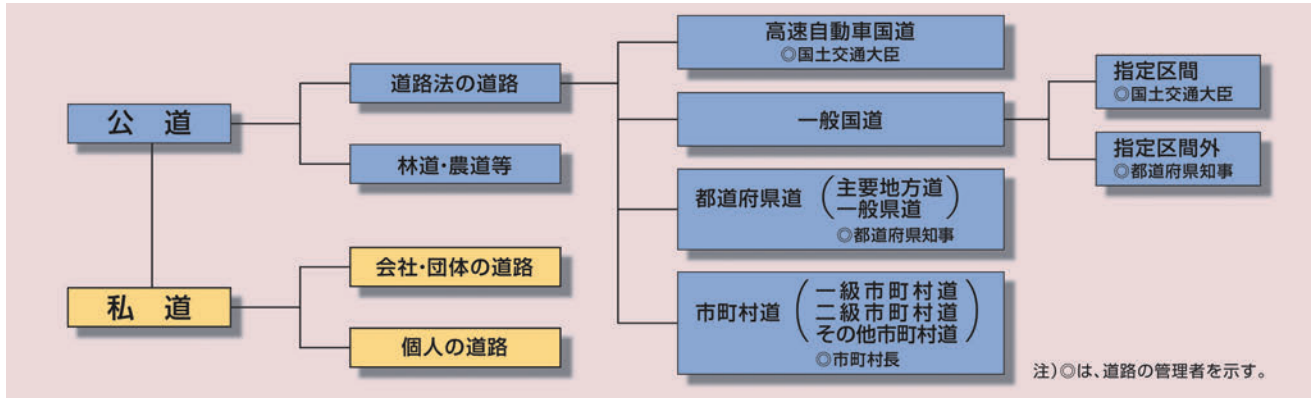 公 道
私 道
道路法の道路
林道・農道等
会社・団体の道路
個人の道路
高速自動車国道
◎国土交通大臣
一般国道
都道府県道
主要地方道
一般県道
◎都道府県知事
市町村道
一級市町村道
二級市町村道
その他市町村道
◎市町村長
指定区間
◎国土交通大臣
指定区間外
◎都道府県知事
注)◎は、道路の管理者を示す。